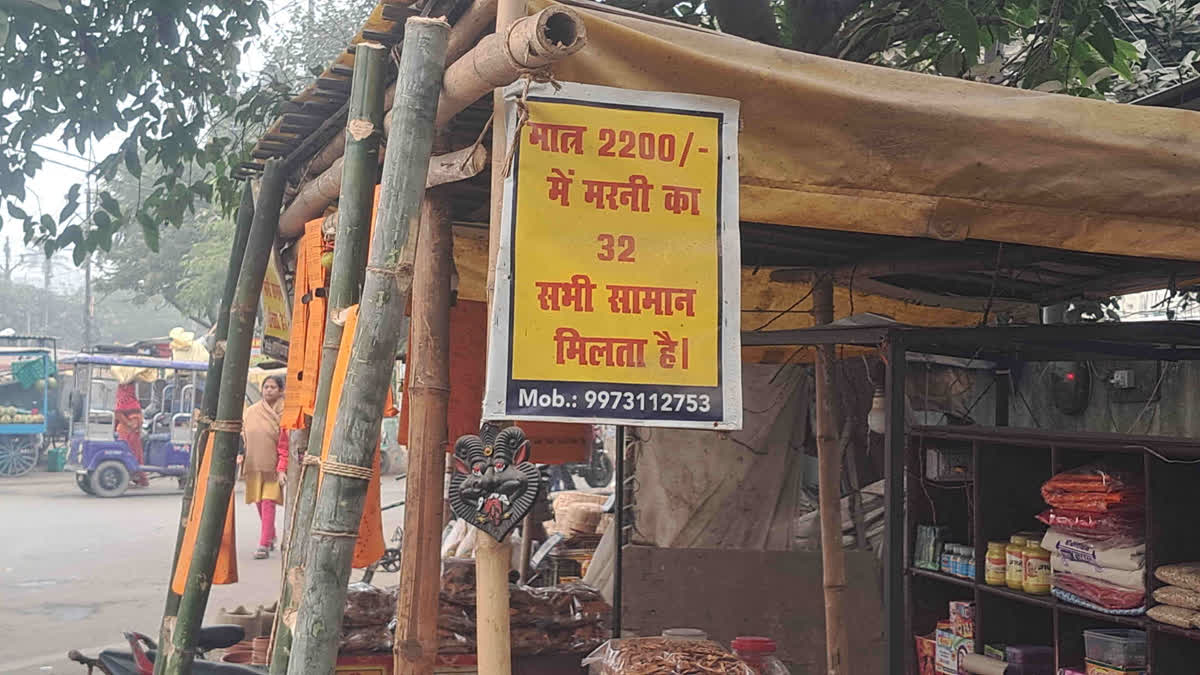 मात्र 2200/-
में मरनी का
32
सभी सामान
मिलता है।
Mob.: 9973112753